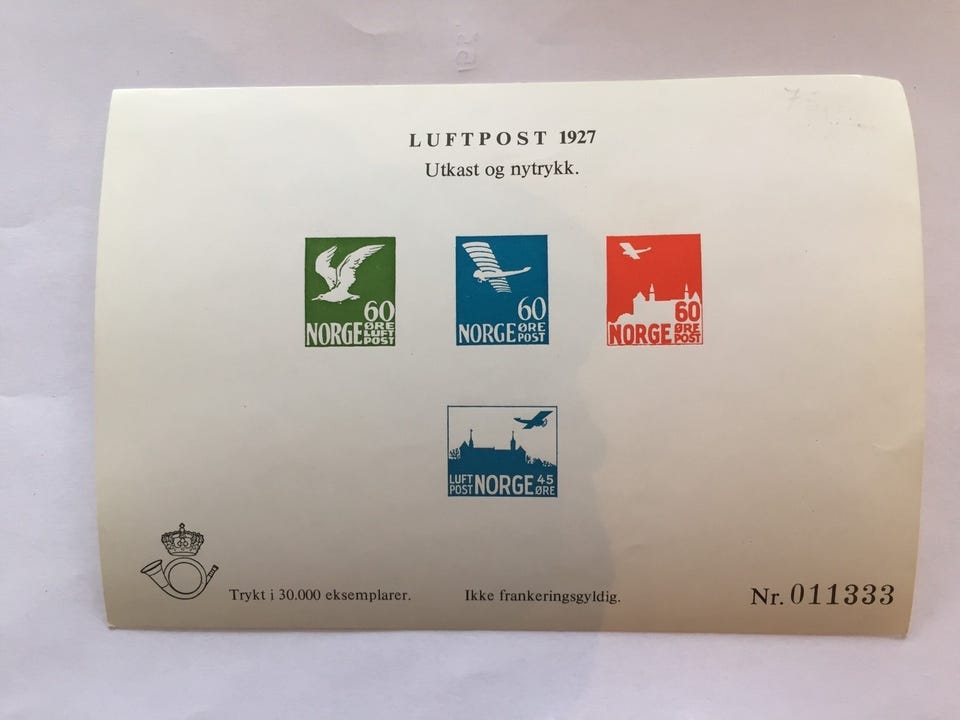 LUFTPOST 1927
Utkast og nytrykk.
60
NORGE ØRE LUFT POST
60
NORGE ØRE POST
60
NORGE ØRE POST
LUFT POST NORGE 45 ØRE
Trykt i 30.000 eksemplarer. Ikke frankeringsgyldig. Nr. 011333